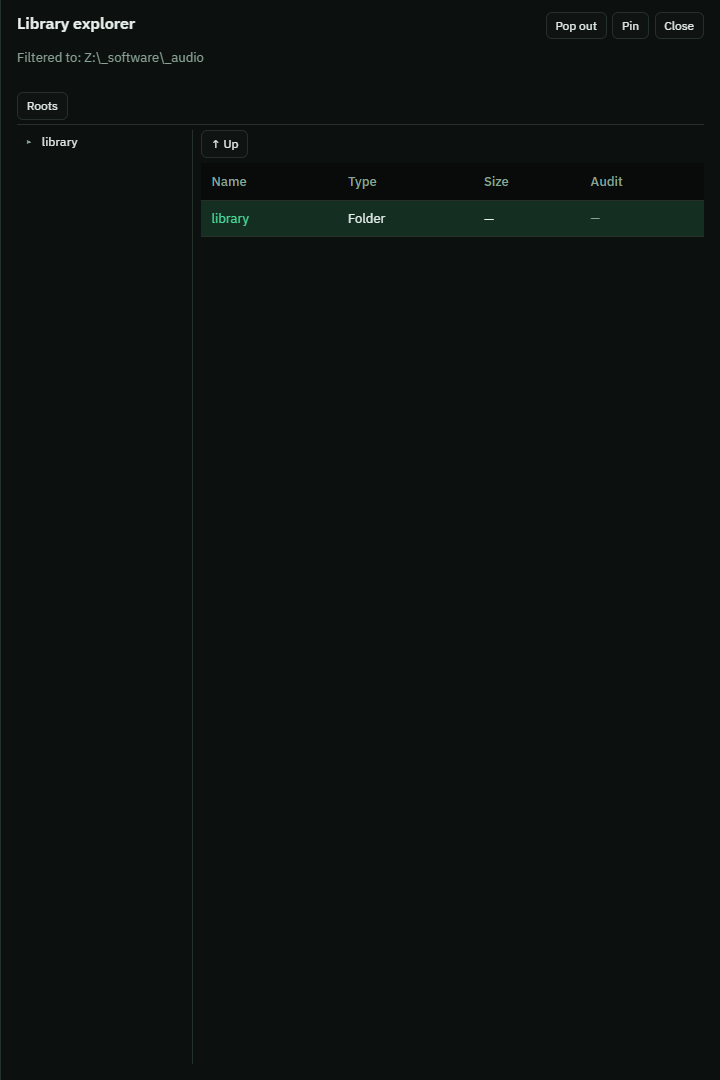 Library explorer
Pop out
Pin
Close
Filtered to: Z:\_software\_audio
Roots
▸ library
↑ Up
Name Type Size Audit
library Folder — —